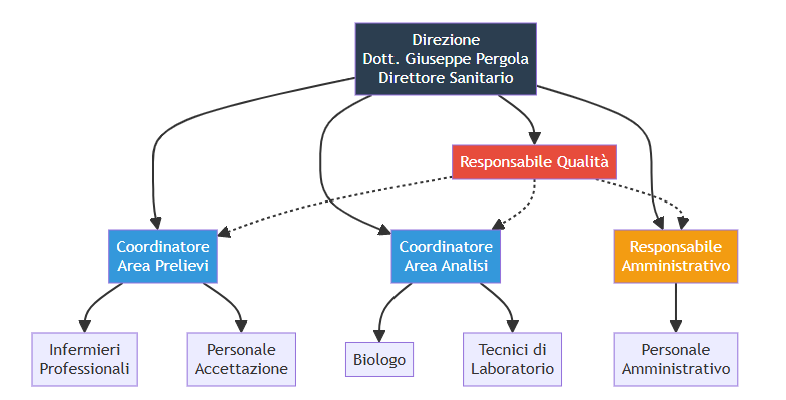 Direzione
Dott. Giuseppe Pergola
Direttore Sanitario
Responsabile Qualità
Coordinatore
Area Prelievi
Coordinatore
Area Analisi
Responsabile
Amministrativo
Infermieri
Professionali
Personale
Accettazione
Biologo
Tecnici di
Laboratorio
Personale
Amministrativo